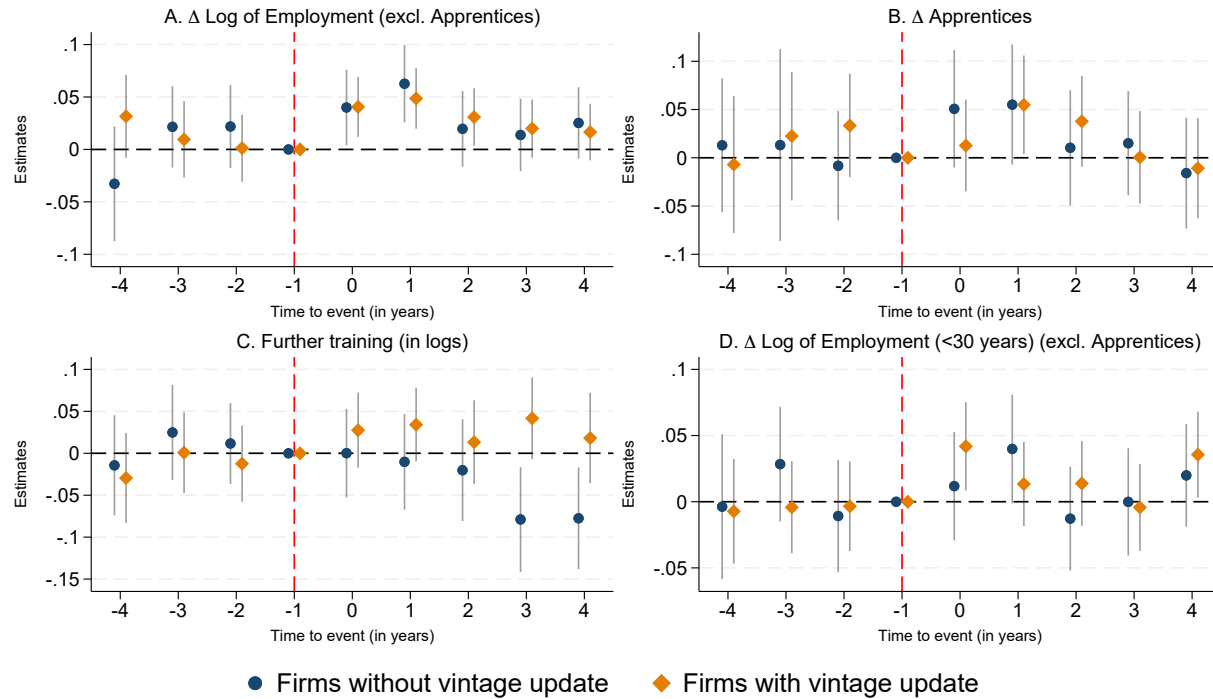 A. Δ Log of Employment (excl. Apprentices)
.1
.05
0
-.05
-.1
Estimates
-4 -3 -2 -1 0 1 2 3 4
Time to event (in years)
B. Δ Apprentices
.1
.05
0
-.05
-.1
Estimates
-4 -3 -2 -1 0 1 2 3 4
Time to event (in years)
C. Further training (in logs)
.1
.05
0
-.05
-.1
-.15
Estimates
-4 -3 -2 -1 0 1 2 3 4
Time to event (in years)
D. Δ Log of Employment (<30 years) (excl. Apprentices)
.1
.05
0
-.05
Estimates
-4 -3 -2 -1 0 1 2 3 4
Time to event (in years)
Firms without vintage update
Firms with vintage update